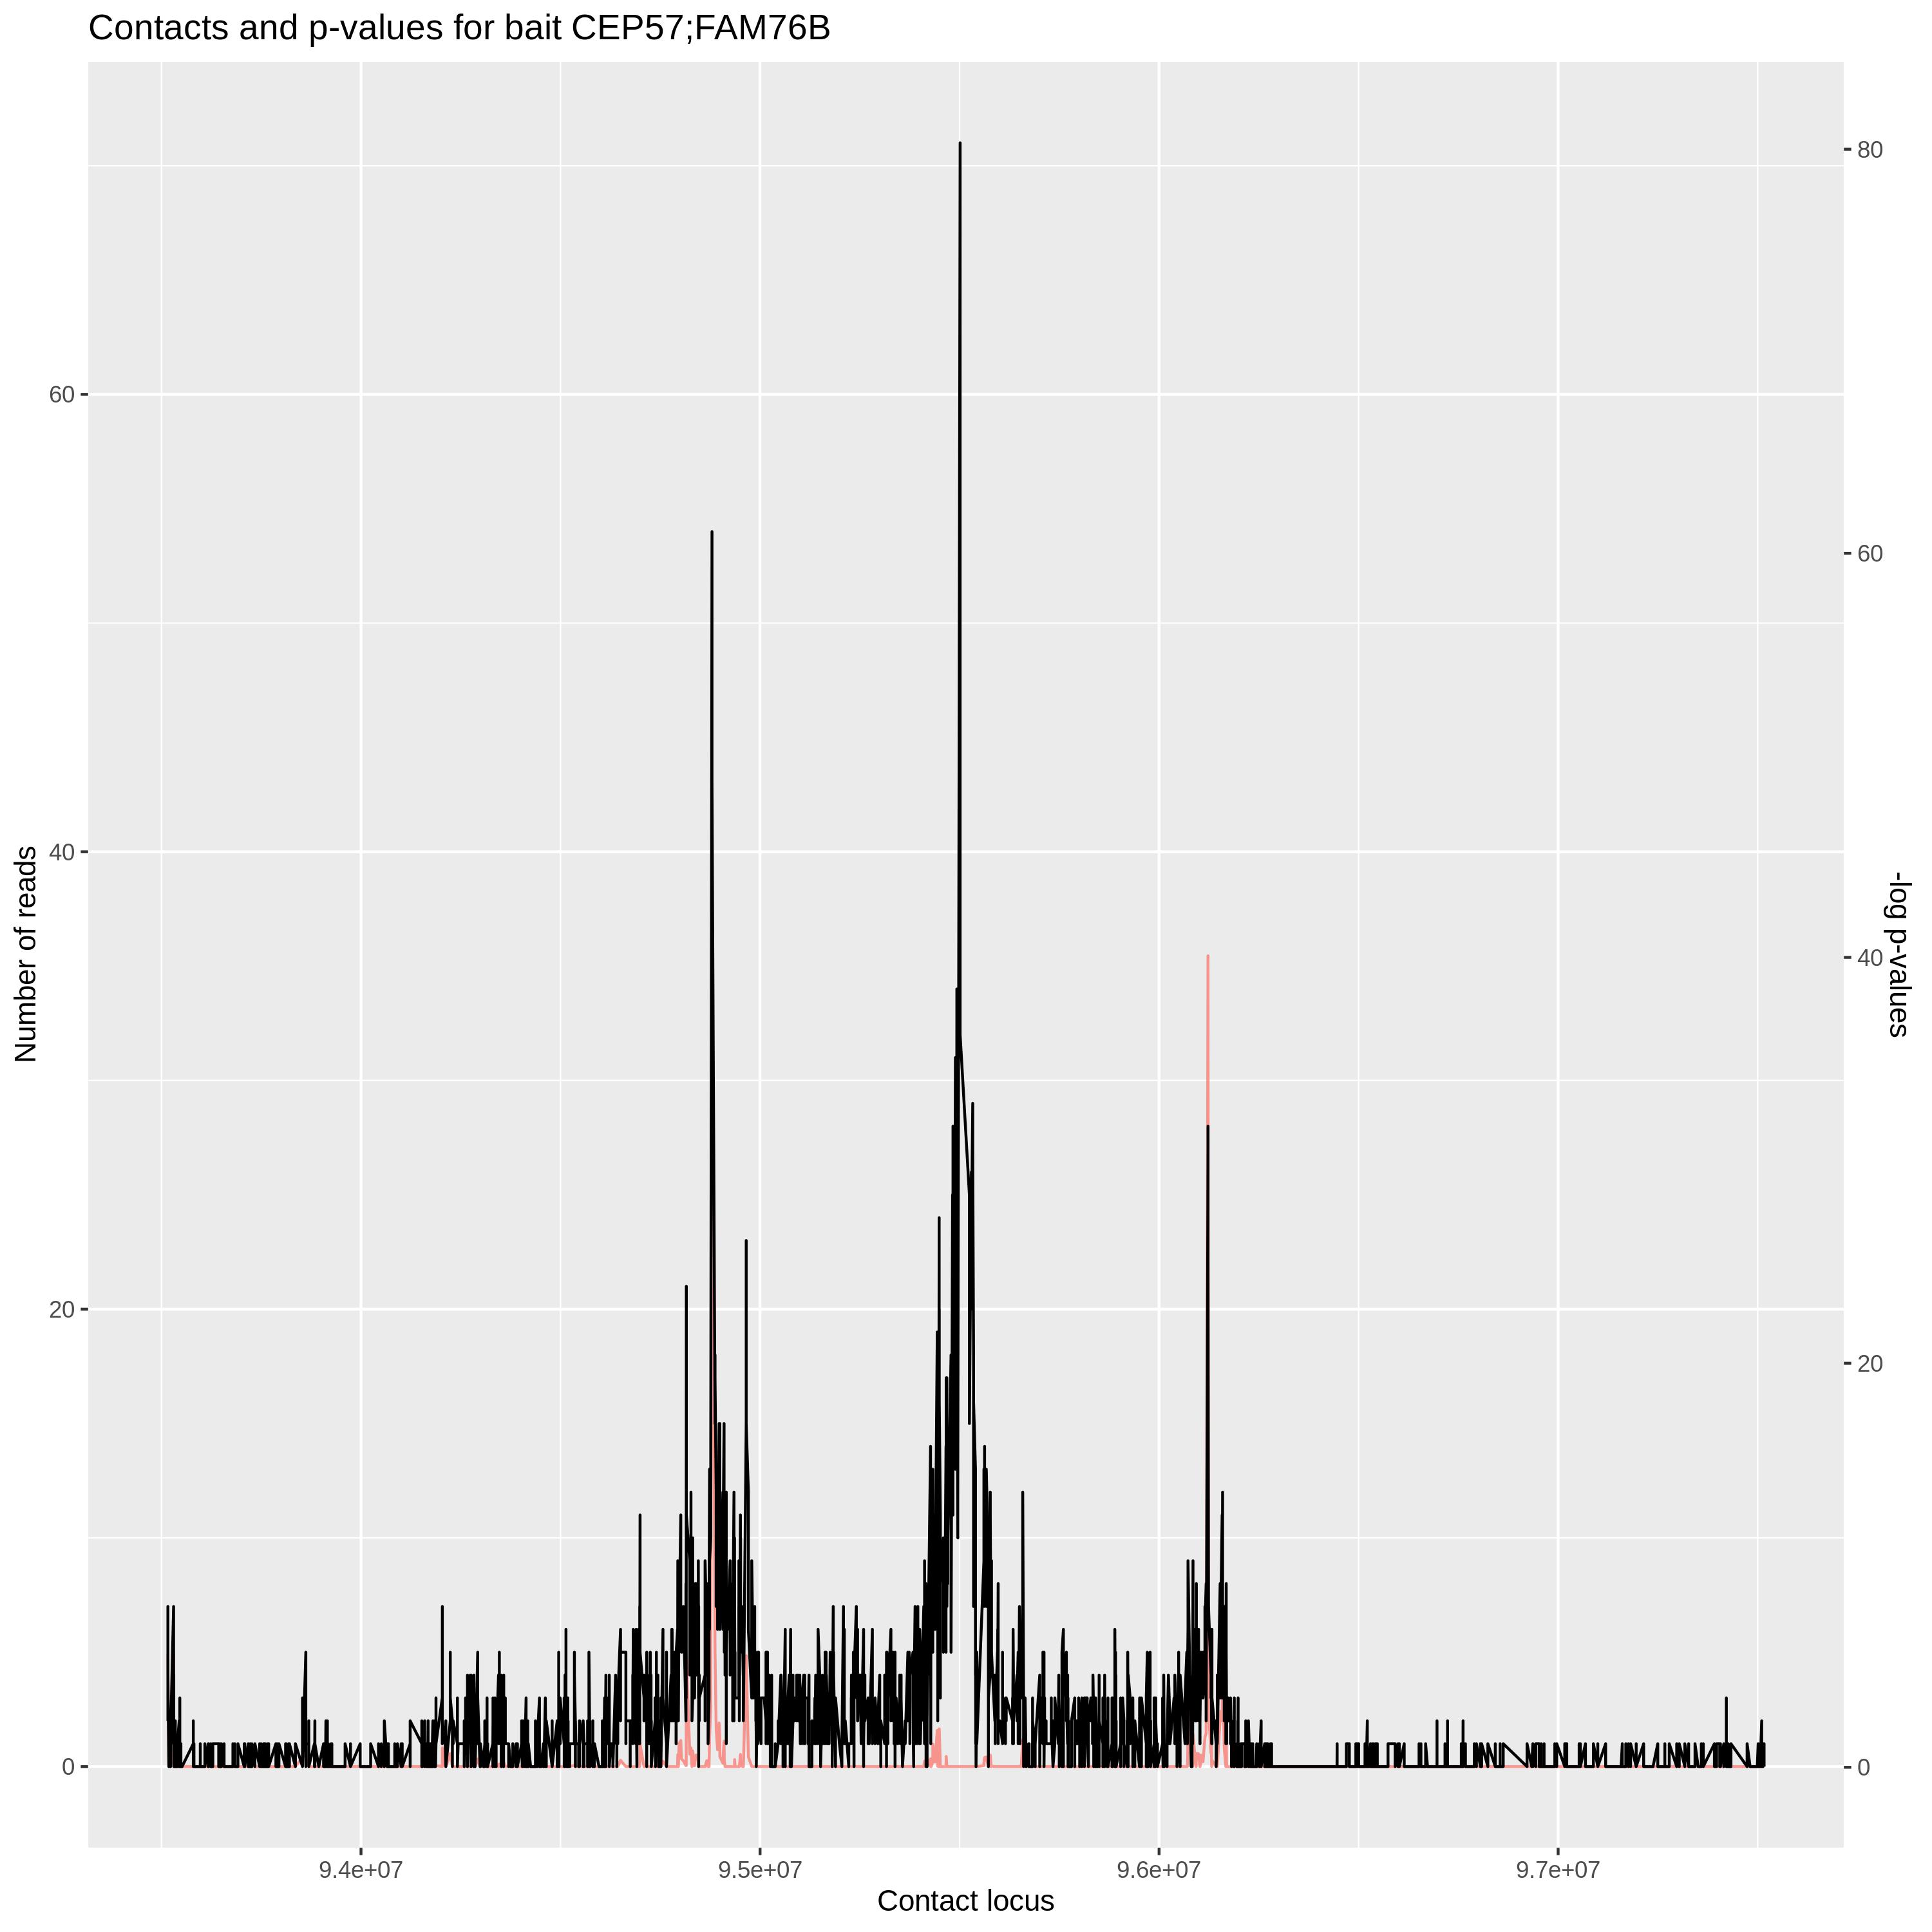 Contacts and p-values for bait CEP57;FAM76B
Number of reads
60
40
20
0
80
60
40
20
0
-log p-values
9.4e+07 9.5e+07 9.6e+07 9.7e+07
Contact locus